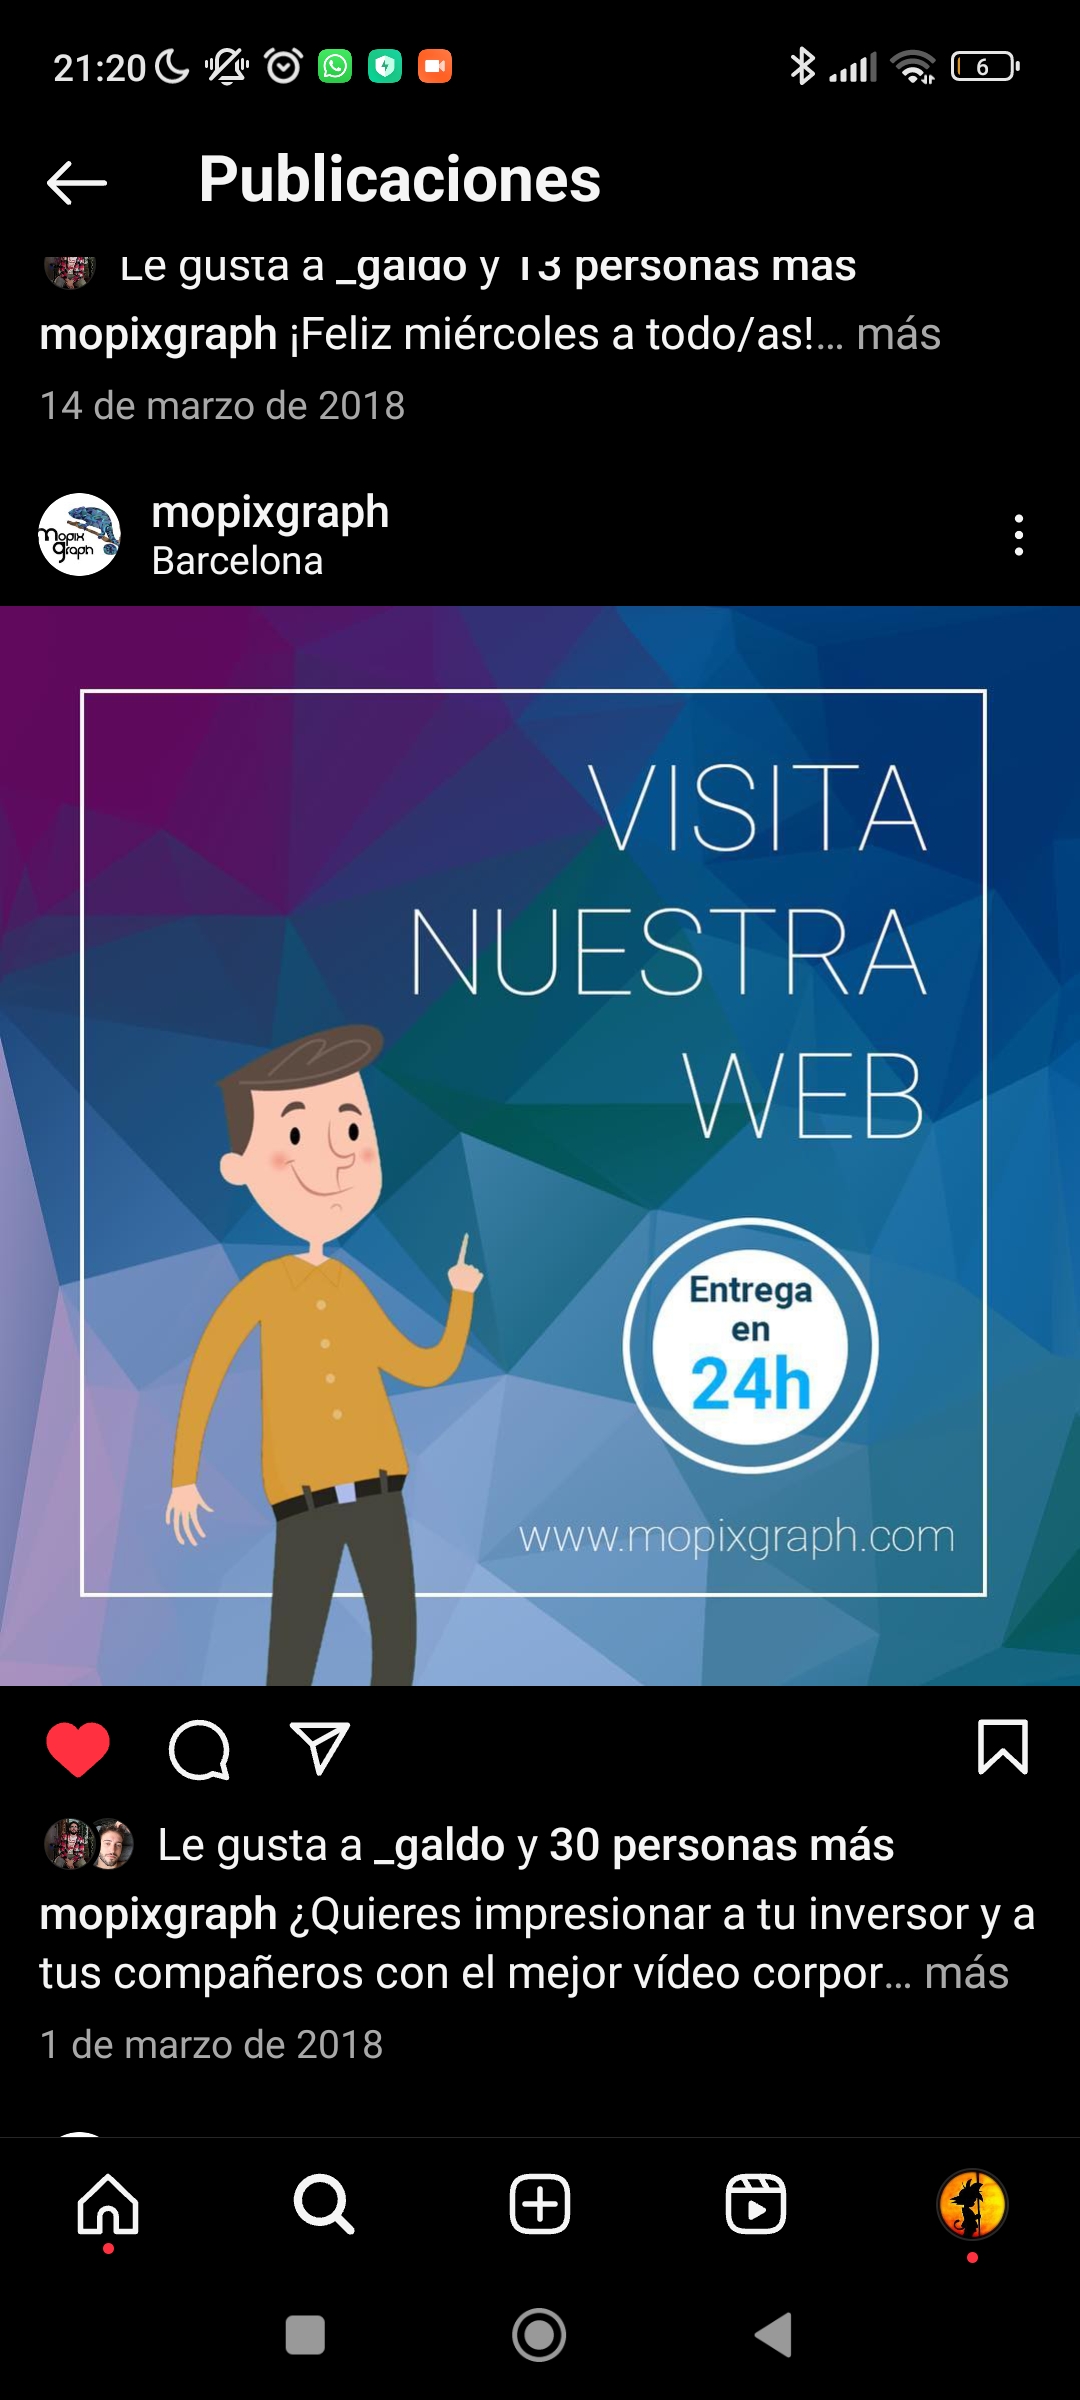 21:20
6
Publicaciones
Le gusta a _galdo y 13 personas más
mopixgraph ¡Feliz miércoles a todo/as!... más
14 de marzo de 2018
mopixgraph
Barcelona
Mopix
graph
VISITA
NUESTRA
WEB
Entrega
en
24h
www.mopixgraph.com
Le gusta a _galdo y 30 personas más
mopixgraph ¿Quieres impresionar a tu inversor y a
tus compañeros con el mejor vídeo corpor... más
1 de marzo de 2018